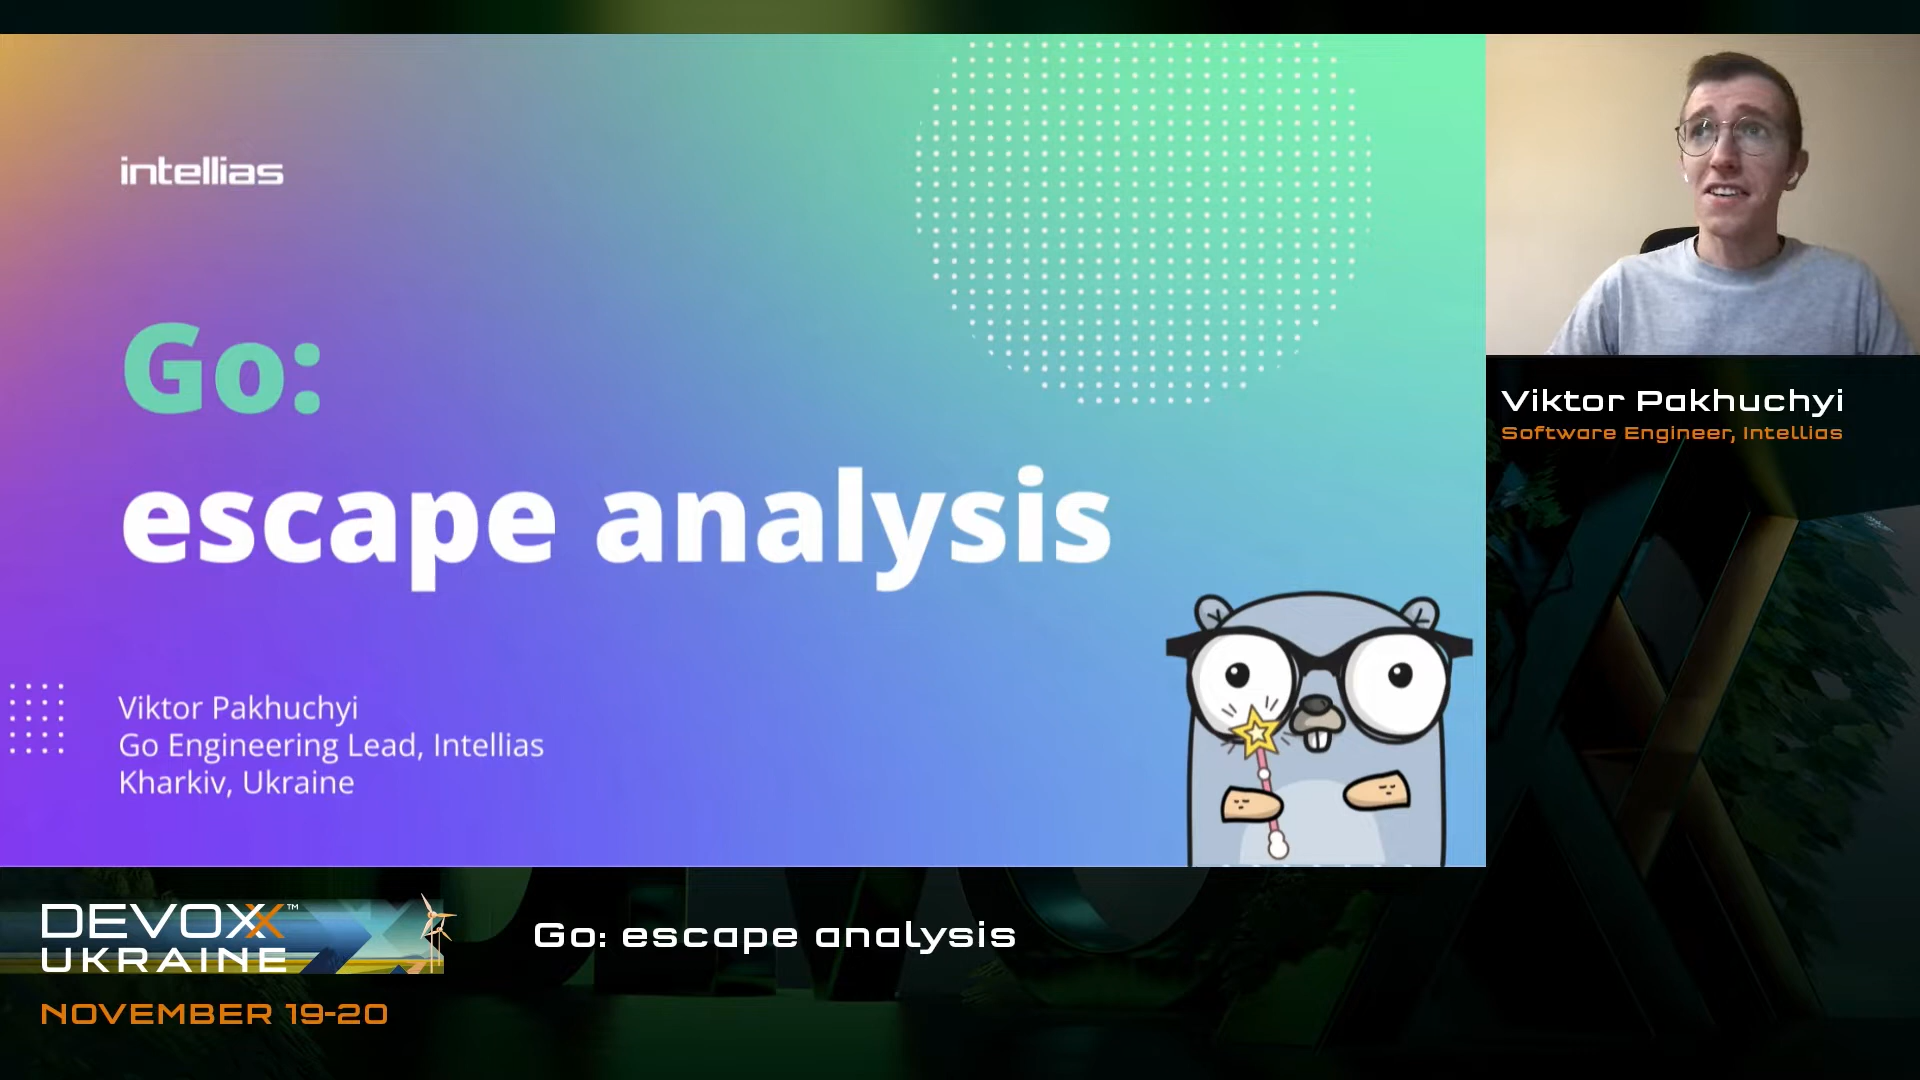 intellias
Go:
escape analysis
Viktor Pakhuchyi
Go Engineering Lead, Intellias
Kharkiv, Ukraine
Viktor Pakhuchyi
Software Engineer, Intellias
DEVOXX™
UKRAINE
NOVEMBER 19-20
Go: escape analysis